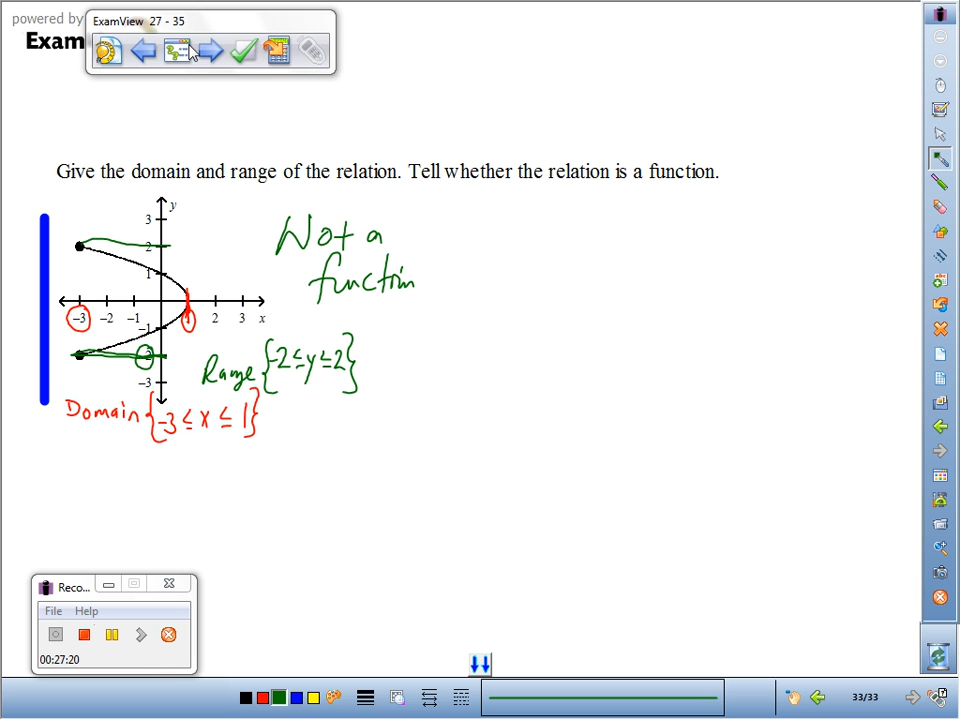 powered by
Exam
ExamView 27 - 35
Give the domain and range of the relation. Tell whether the relation is a function.
y
3
2
1
-3 -2 -1 1 2 3 x
-1
-2
-3
Not a
function
Range {-2 ≤ y ≤ 2}
Domain {-3 ≤ x ≤ 1}
Reco...
File Help
00:27:20
33/33